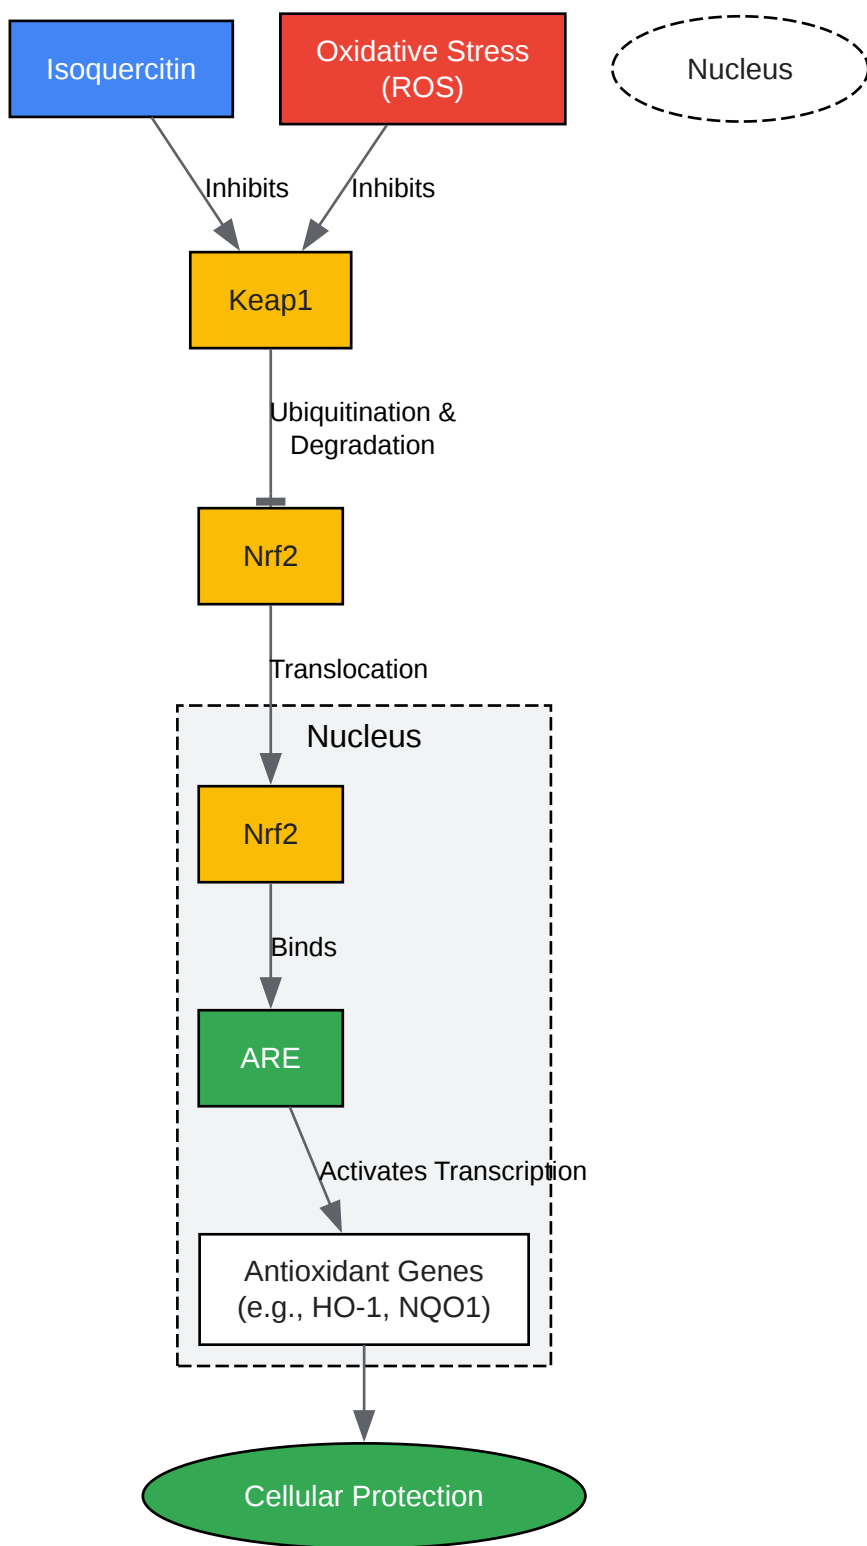 Isoquercitin
Oxidative Stress
(ROS)
Nucleus
Inhibits
Inhibits
Keap1
Ubiquitination &
Degradation
Nrf2
Translocation
Nucleus
Nrf2
Binds
ARE
Activates Transcription
Antioxidant Genes
(e.g., HO-1, NQO1)
Cellular Protection